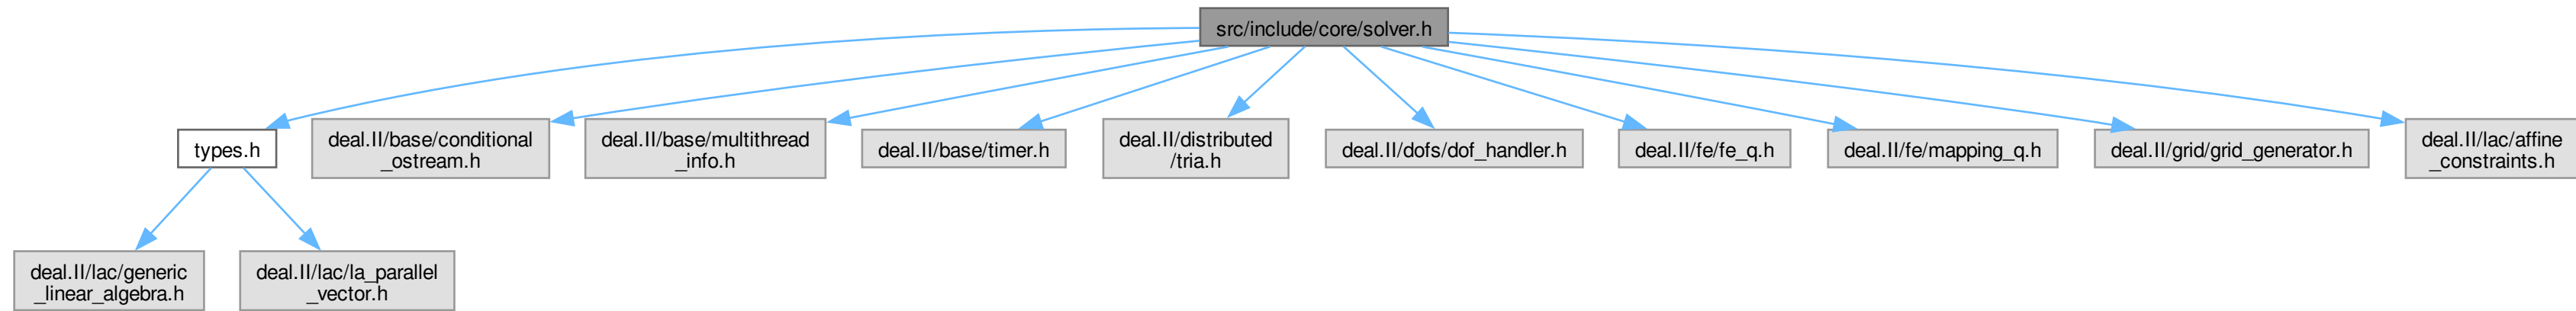 src/include/core/solver.h
types.h
deal.II/base/conditional
_ostream.h
deal.II/base/multithread
_info.h
deal.II/base/timer.h
deal.II/distributed
/tria.h
deal.II/dofs/dof_handler.h
deal.II/fe/fe_q.h
deal.II/fe/mapping_q.h
deal.II/grid/grid_generator.h
deal.II/lac/affine
_constraints.h
deal.II/lac/generic
_linear_algebra.h
deal.II/lac/la_parallel
_vector.h